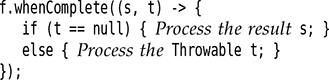 f.whenComplete((s, t) -> {
if (t == null) { Process the result s; }
else { Process the Throwable t; }
});